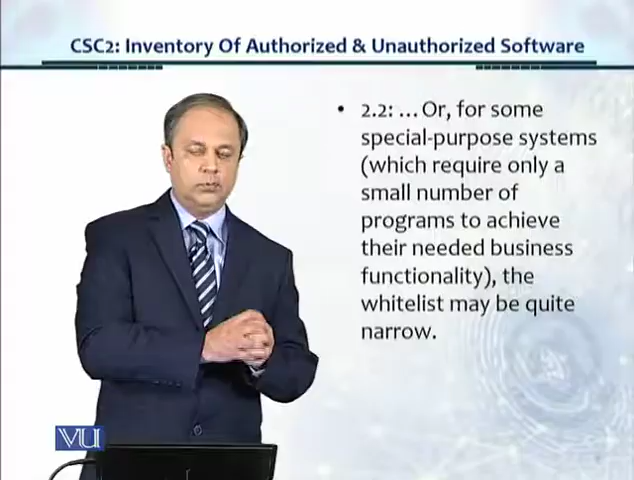 CSC2: Inventory Of Authorized & Unauthorized Software
• 2.2: ... Or, for some
special-purpose systems
(which require only a
small number of
programs to achieve
their needed business
functionality), the
whitelist may be quite
narrow.
VU